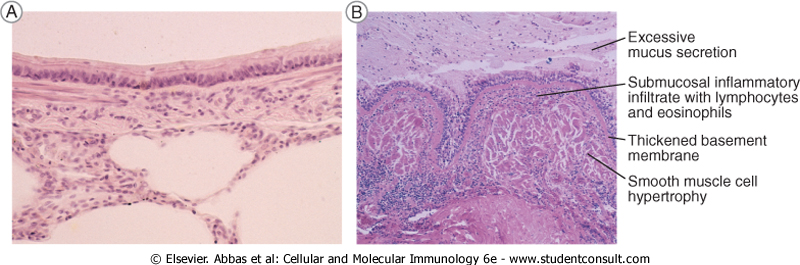 A
B
Excessive
mucus secretion
Submucosal inflammatory
infiltrate with lymphocytes
and eosinophils
Thickened basement
membrane
Smooth muscle cell
hypertrophy
© Elsevier. Abbas et al: Cellular and Molecular Immunology 6e - www.studentconsult.com